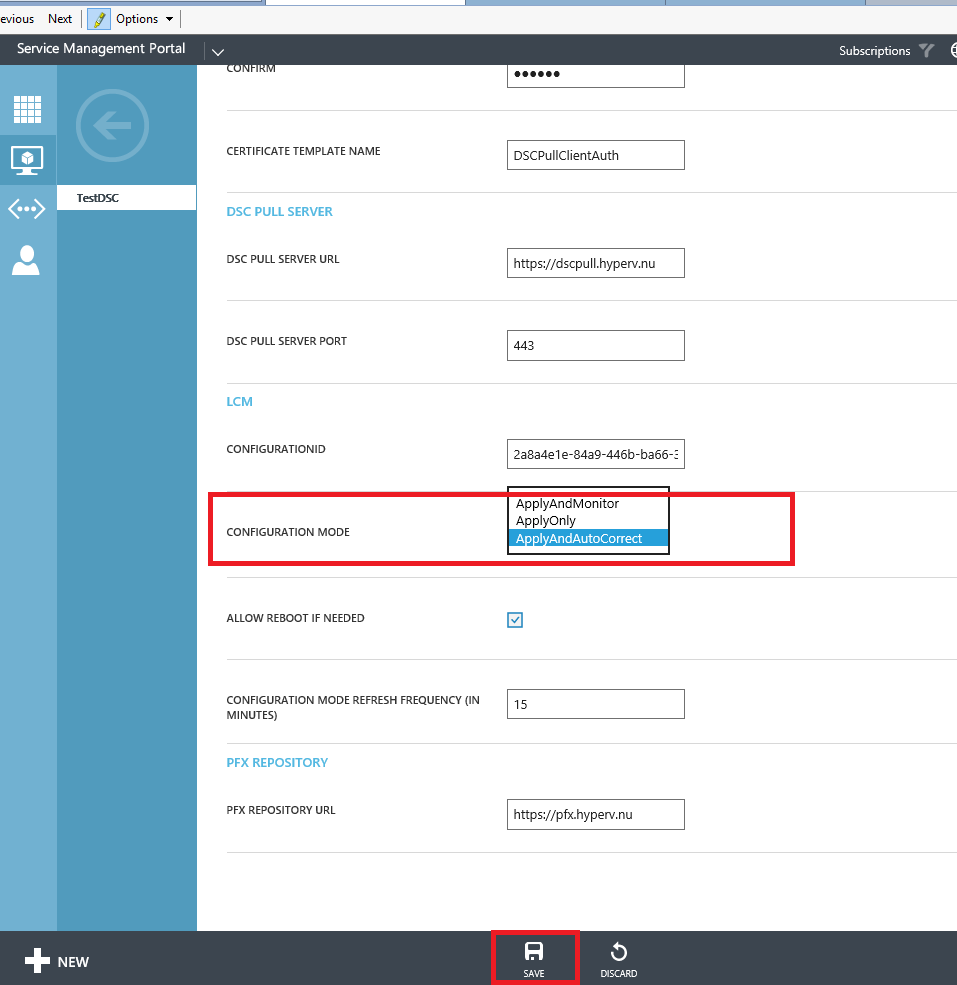 evious Next Options
Service Management Portal Subscriptions
CONFIRM ••••••
CERTIFICATE TEMPLATE NAME DSCPullClientAuth
TestDSC
DSC PULL SERVER
DSC PULL SERVER URL https://dscpull.hyperv.nu
DSC PULL SERVER PORT 443
LCM
CONFIGURATIONID 2a8a4e1e-84a9-446b-ba66-3
ApplyAndMonitor
ApplyOnly
CONFIGURATION MODE
ApplyAndAutoCorrect
ALLOW REBOOT IF NEEDED
CONFIGURATION MODE REFRESH FREQUENCY (IN
MINUTES)
15
PFX REPOSITORY
PFX REPOSITORY URL https://pfx.hyperv.nu
NEW SAVE DISCARD